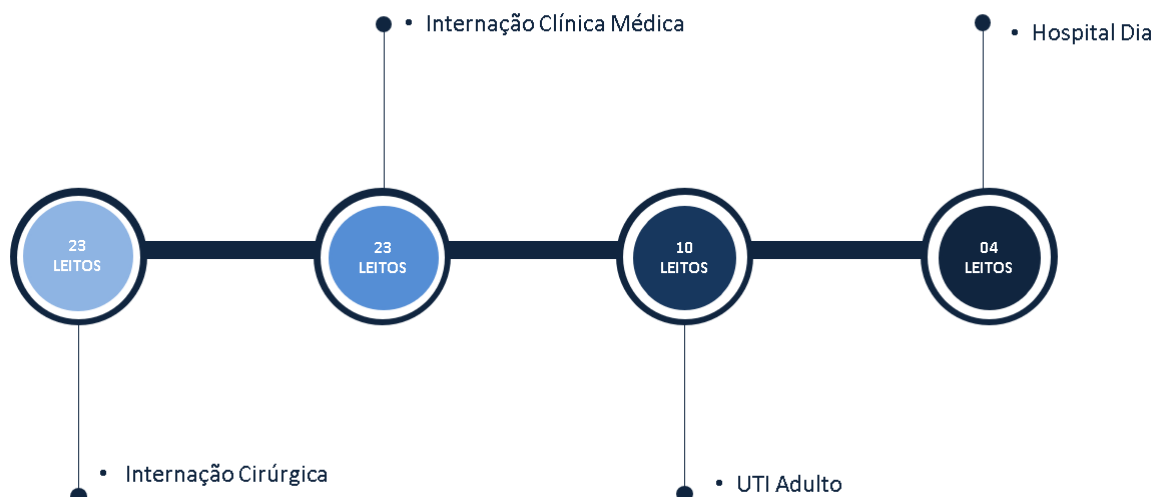 • Internação Clínica Médica
• Hospital Dia
23
LEITOS
23
LEITOS
10
LEITOS
04
LEITOS
• Internação Cirúrgica
• UTI Adulto